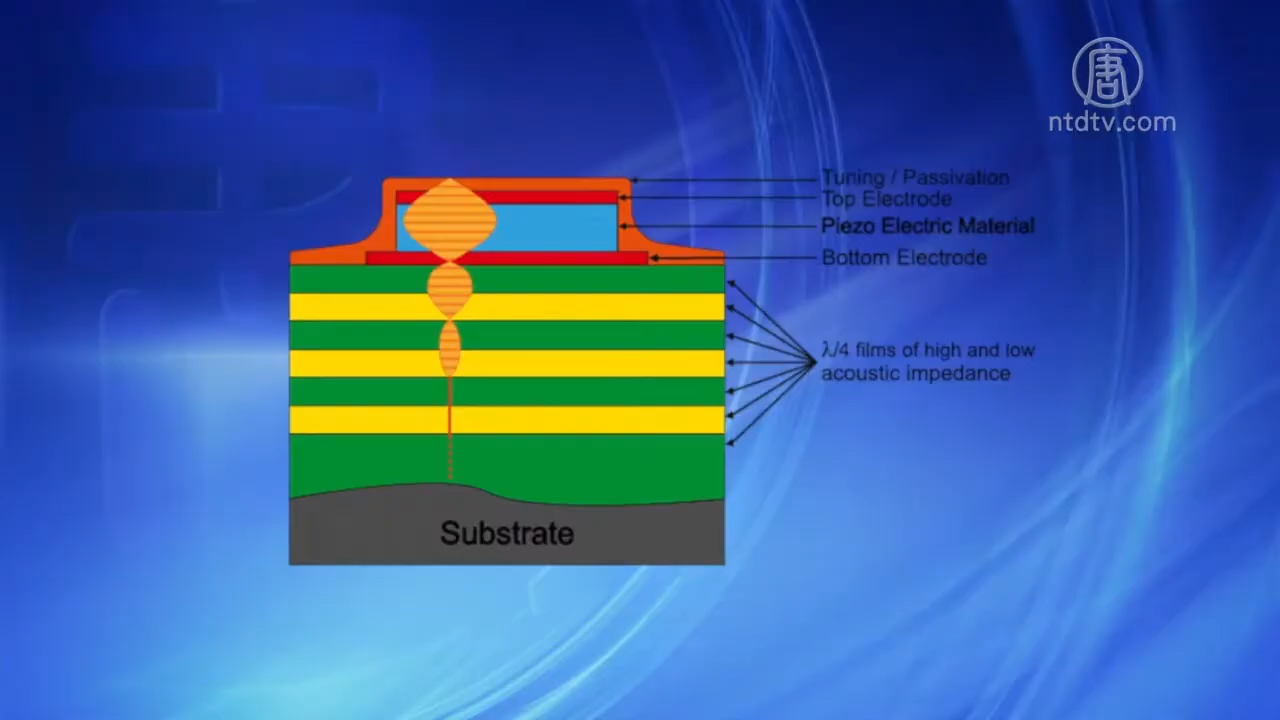 唐
ntdtv.com
Tuning / Passivation
Top Electrode
Piezo Electric Material
Bottom Electrode
λ/4 films of high and low
acoustic impedance
Substrate